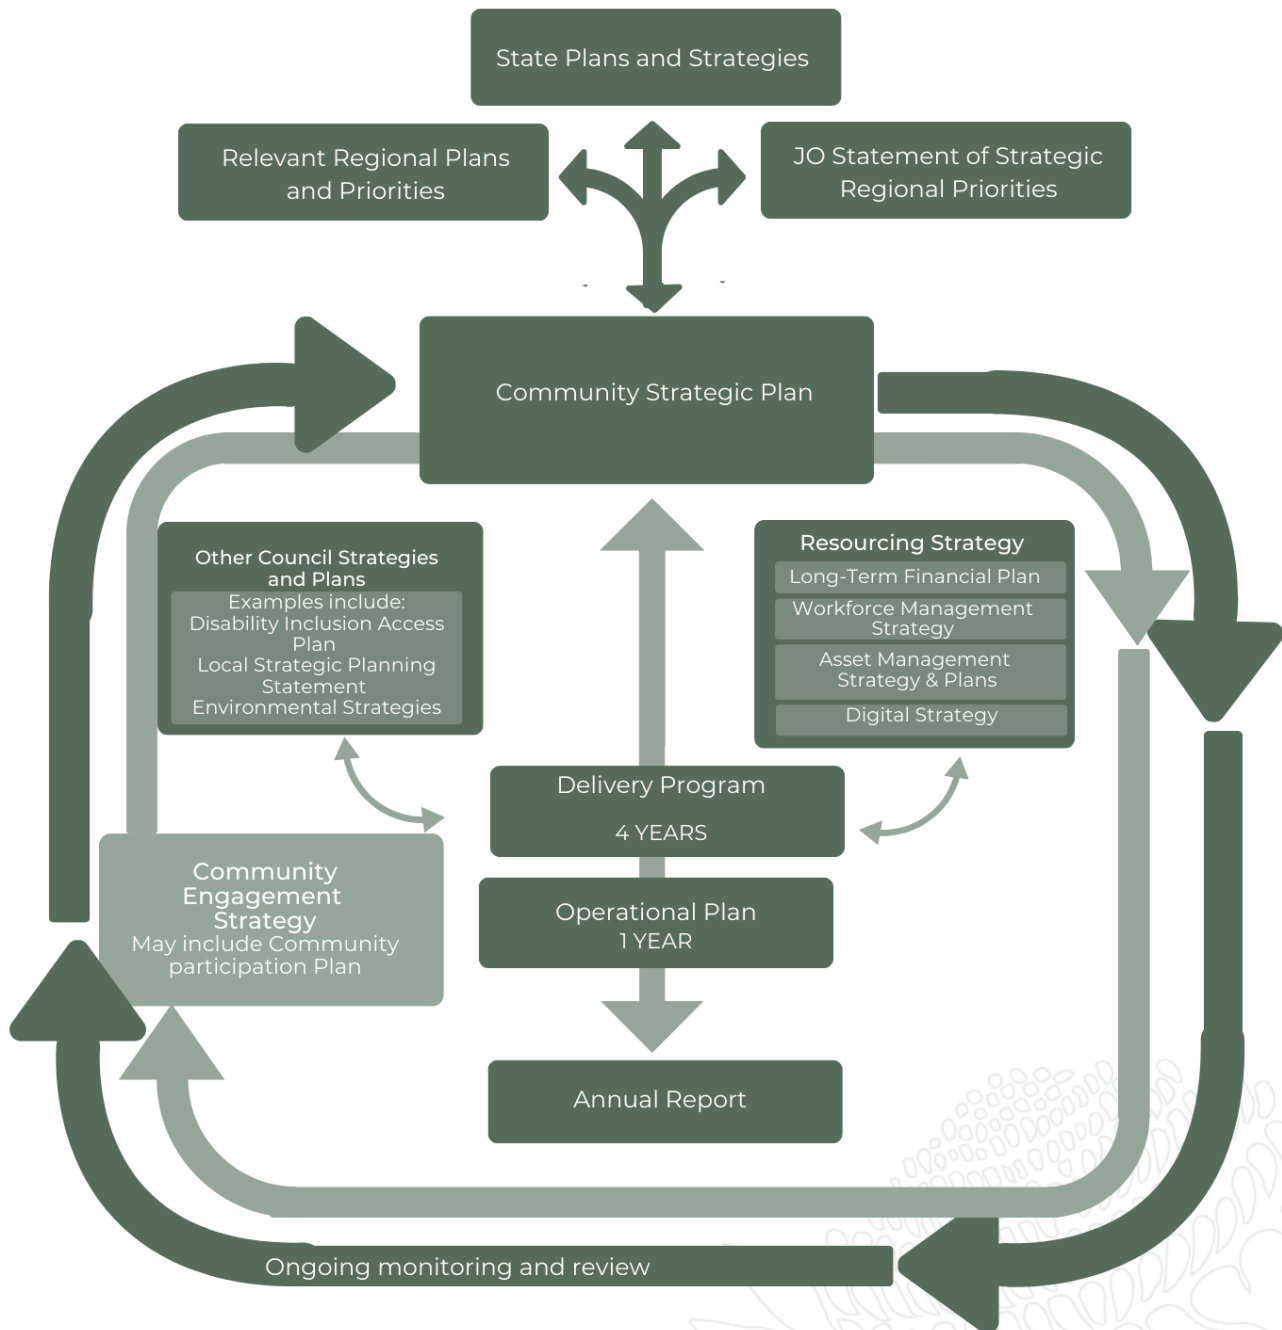 State Plans and Strategies
Relevant Regional Plans
and Priorities
JO Statement of Strategic
Regional Priorities
Community Strategic Plan
Other Council Strategies
and Plans
Examples include:
Disability Inclusion Access
Plan
Local Strategic Planning
Statement
Environmental Strategies
Resourcing Strategy
Long-Term Financial Plan
Workforce Management
Strategy
Asset Management
Strategy & Plans
Digital Strategy
Delivery Program
4 YEARS
Community
Engagement
Strategy
May include Community
participation Plan
Operational Plan
1 YEAR
Annual Report
Ongoing monitoring and review